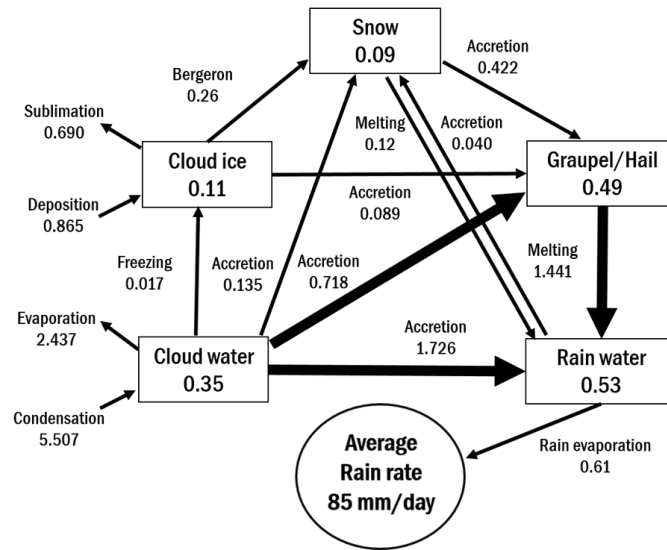 Snow
0.09
Accretion
0.422
Bergeron
0.26
Sublimation
0.690
Melting
0.12
Accretion
0.040
Cloud ice
0.11
Graupel/Hail
0.49
Deposition
0.865
Accretion
0.089
Freezing
0.017
Accretion
0.135
Accretion
0.718
Melting
1.441
Evaporation
2.437
Cloud water
0.35
Accretion
1.726
Rain water
0.53
Condensation
5.507
Average
Rain rate
85 mm/day
Rain evaporation
0.61